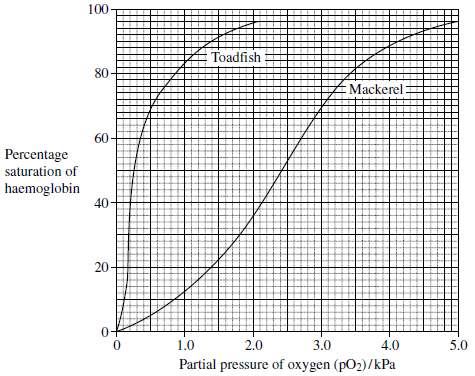 100
80
60
40
20
0
Toadfish
Mackerel
Percentage
saturation of
haemoglobin
0 1.0 2.0 3.0 4.0 5.0
Partial pressure of oxygen (pO₂)/kPa